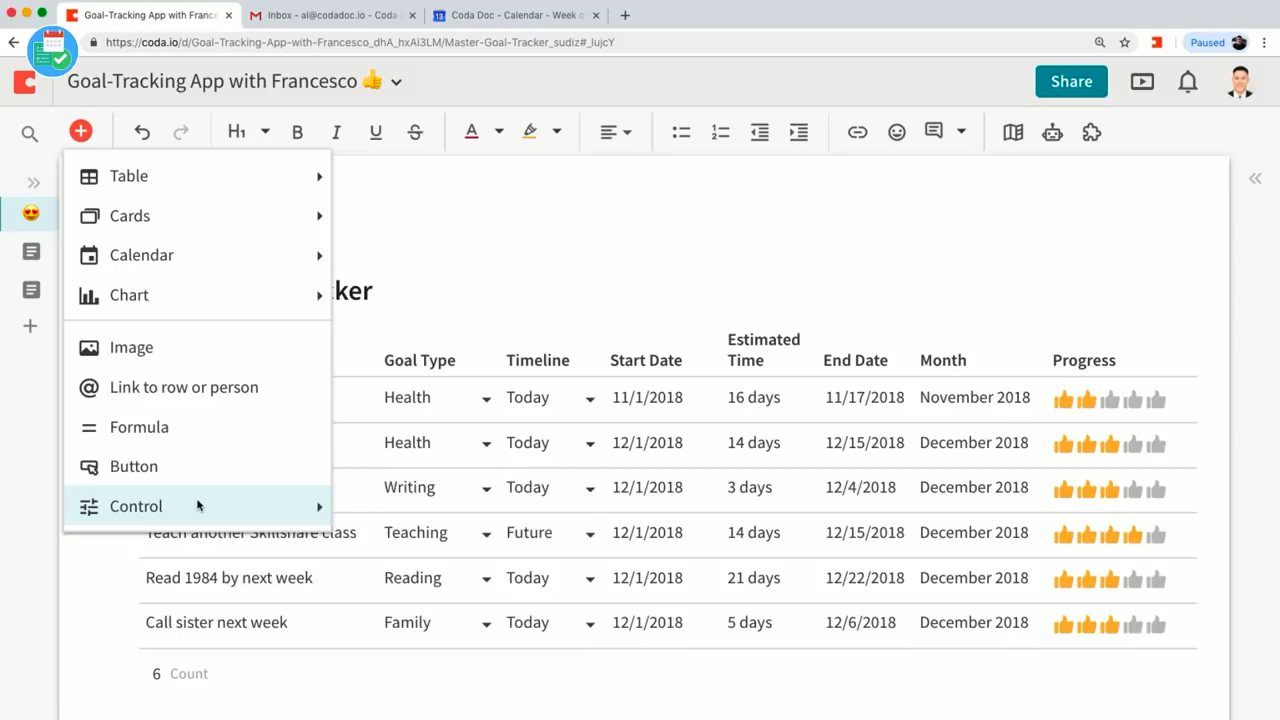 Goal-Tracking App with France
Inbox - al@codadoc.io - Coda
Coda Doc - Calendar - Week o
https://coda.io/d/Goal-Tracking-App-with-Francesco_dhA_hxAi3LM/Master-Goal-Tracker_sudiz#_lujcY
Paused
Goal-Tracking App with Francesco 👍
Share
H1
B I U S A
Table
Cards
Calendar
Chart
Image
Link to row or person
Formula
Button
Control
ker
Goal Type Timeline Start Date Estimated Time End Date Month Progress
Health Today 11/1/2018 16 days 11/17/2018 November 2018
Health Today 12/1/2018 14 days 12/15/2018 December 2018
Writing Today 12/1/2018 3 days 12/4/2018 December 2018
Teach another Skillshare class Teaching Future 12/1/2018 14 days 12/15/2018 December 2018
Read 1984 by next week Reading Today 12/1/2018 21 days 12/22/2018 December 2018
Call sister next week Family Today 12/1/2018 5 days 12/6/2018 December 2018
6 Count